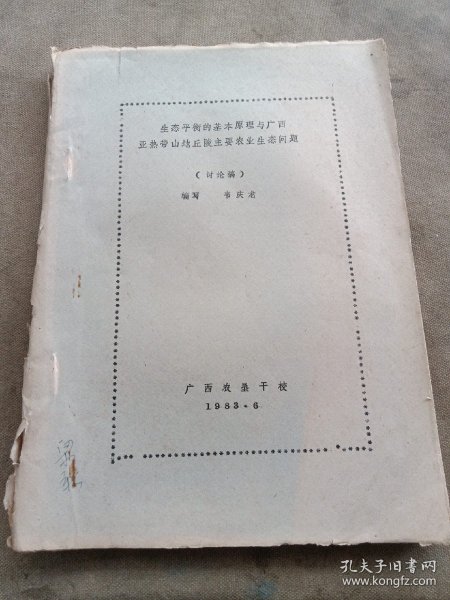 生态平衡的基本原理与广西
亚热带山地丘陵主要农业生态问题
（讨论稿）
编写 韦庆龙
广西农垦干校
1983.6
孔夫子旧书网
www.kongfz.com